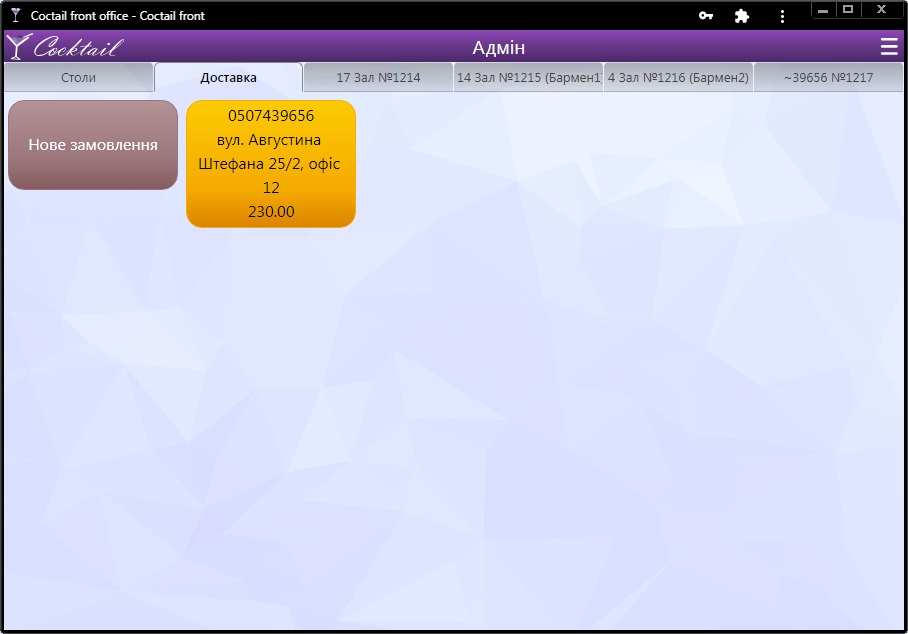 Coctail front office - Coctail front
Cocktail
Адмін
Столи
Доставка
17 Зал №1214
14 Зал №1215 (Бармен1
4 Зал №1216 (Бармен2)
~39656 №1217
Нове замовлення
0507439656
вул. Августина
Штефана 25/2, офіс
12
230.00